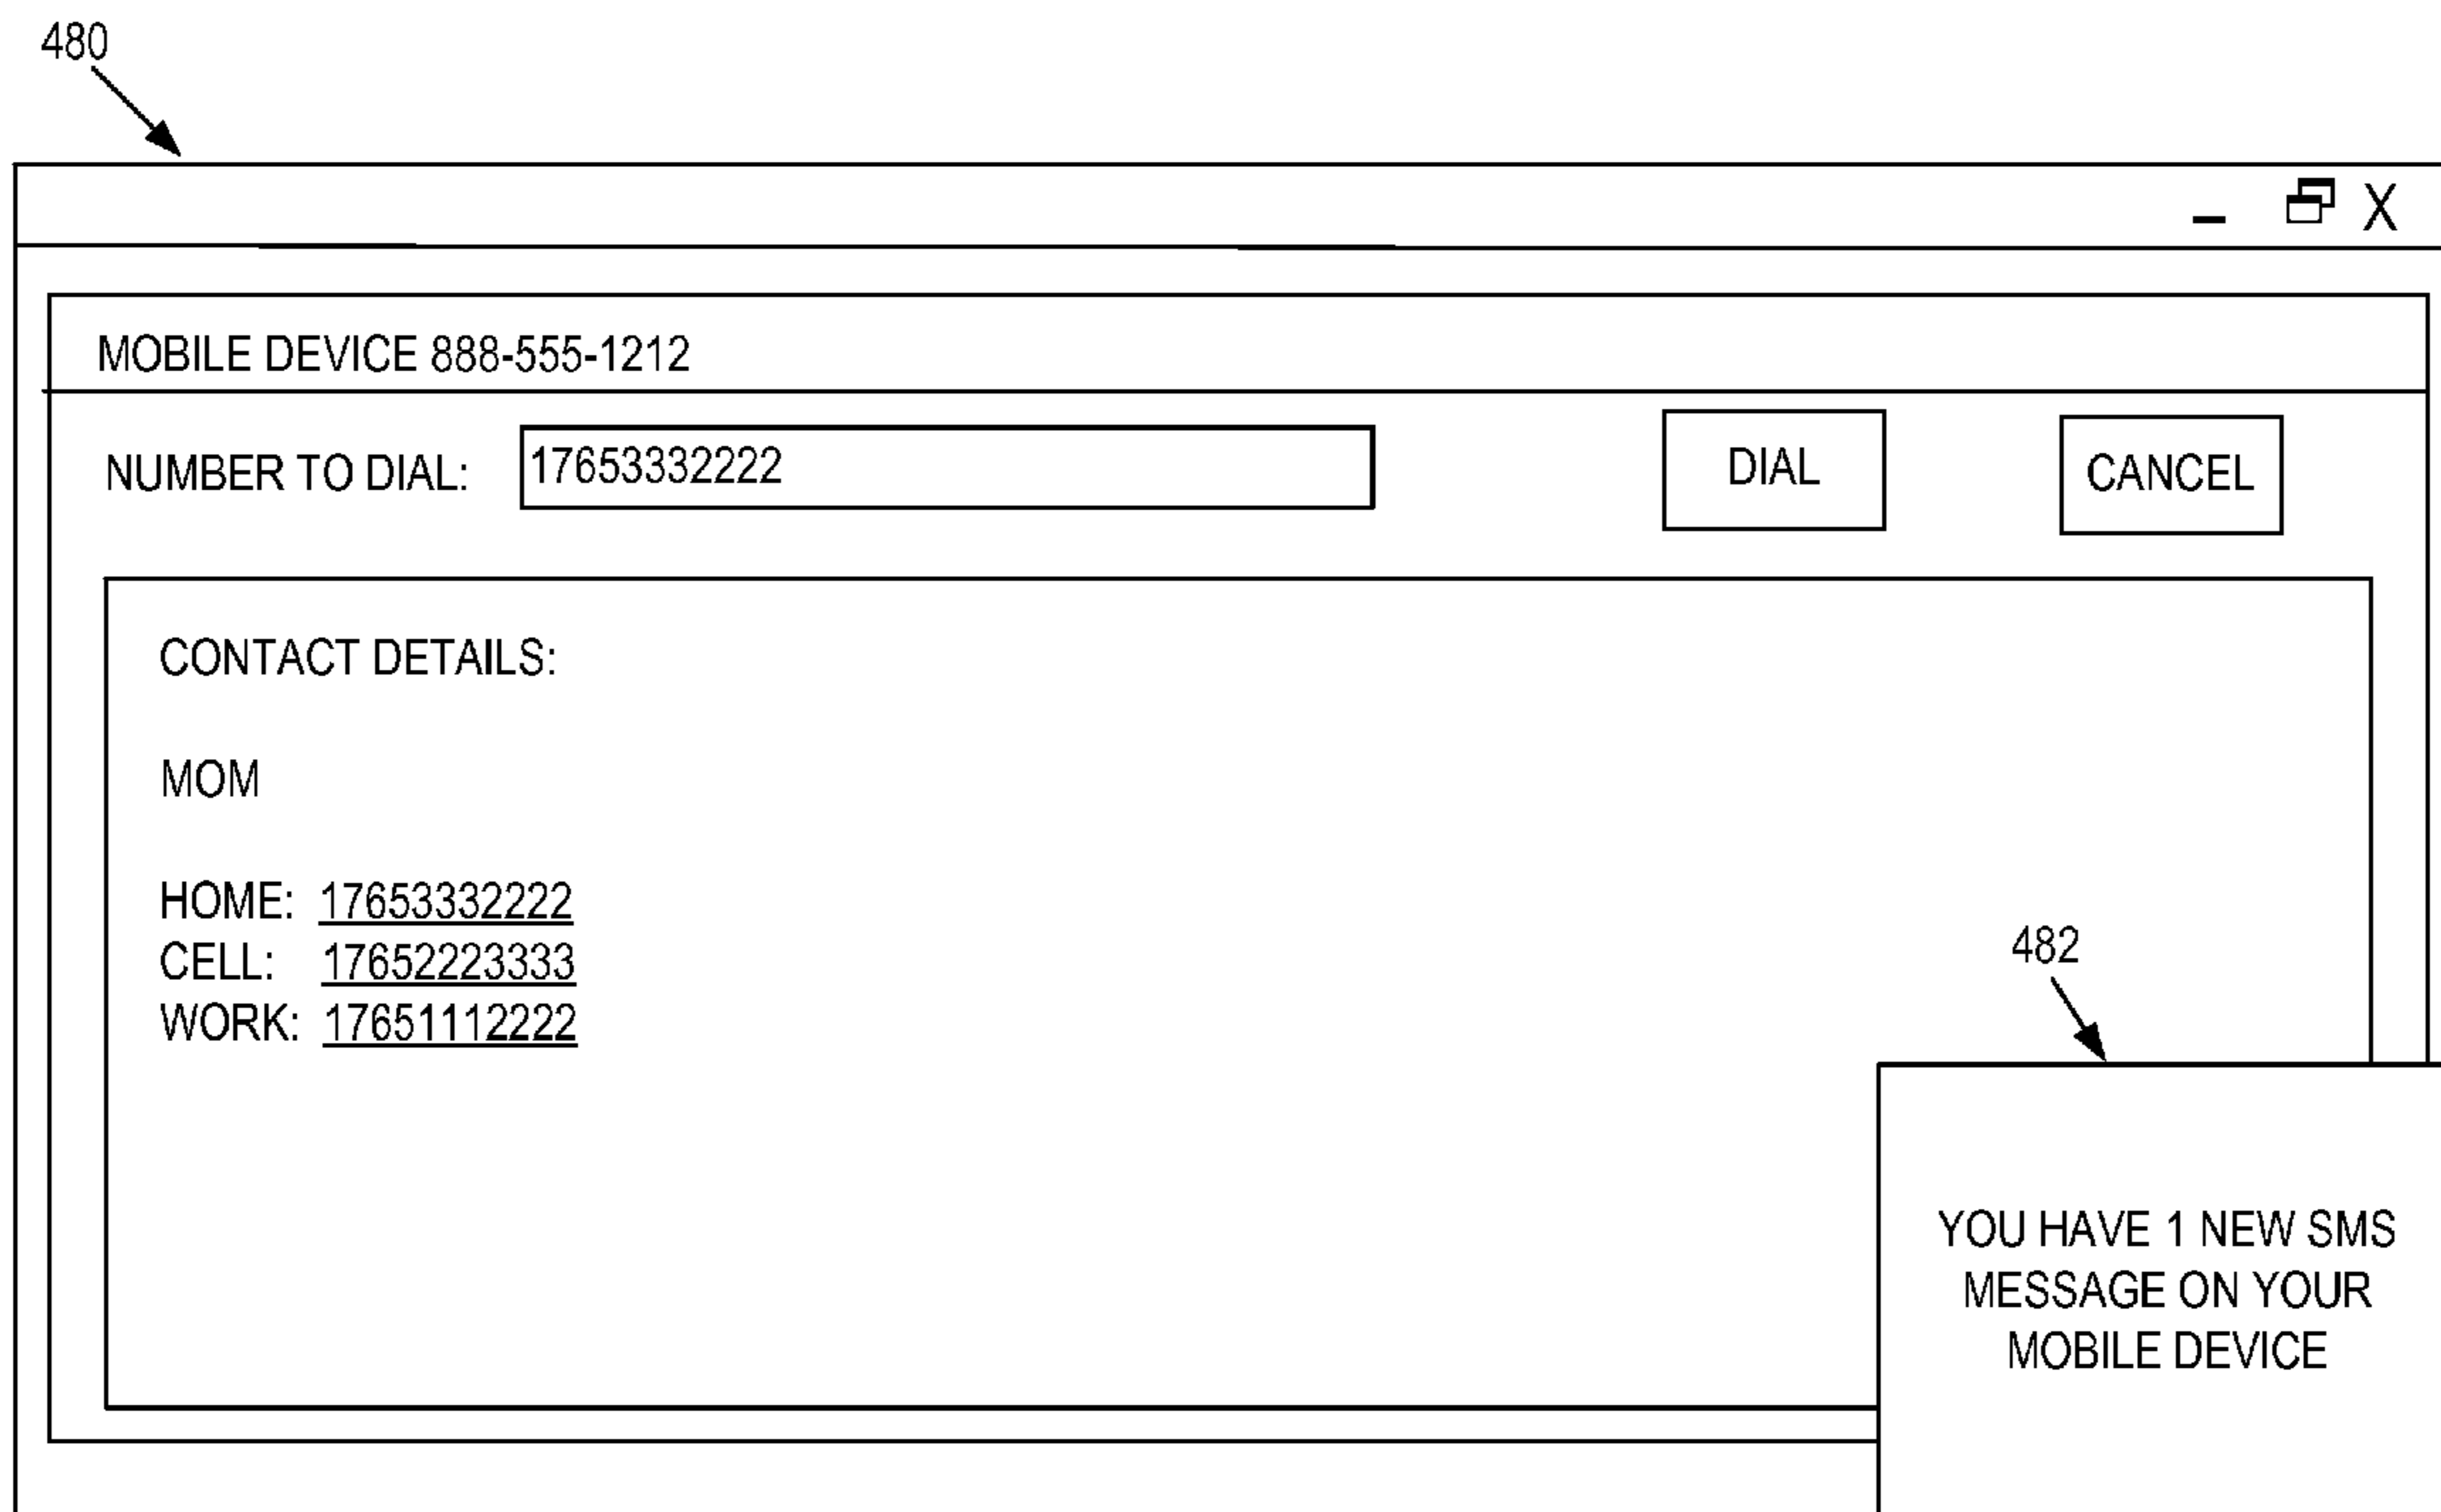 480
X
MOBILE DEVICE 888-555-1212
NUMBER TO DIAL: 17653332222 DIAL CANCEL
CONTACT DETAILS:
MOM
HOME: 17653332222
CELL: 17652223333
WORK: 17651112222
482
YOU HAVE 1 NEW SMS
MESSAGE ON YOUR
MOBILE DEVICE